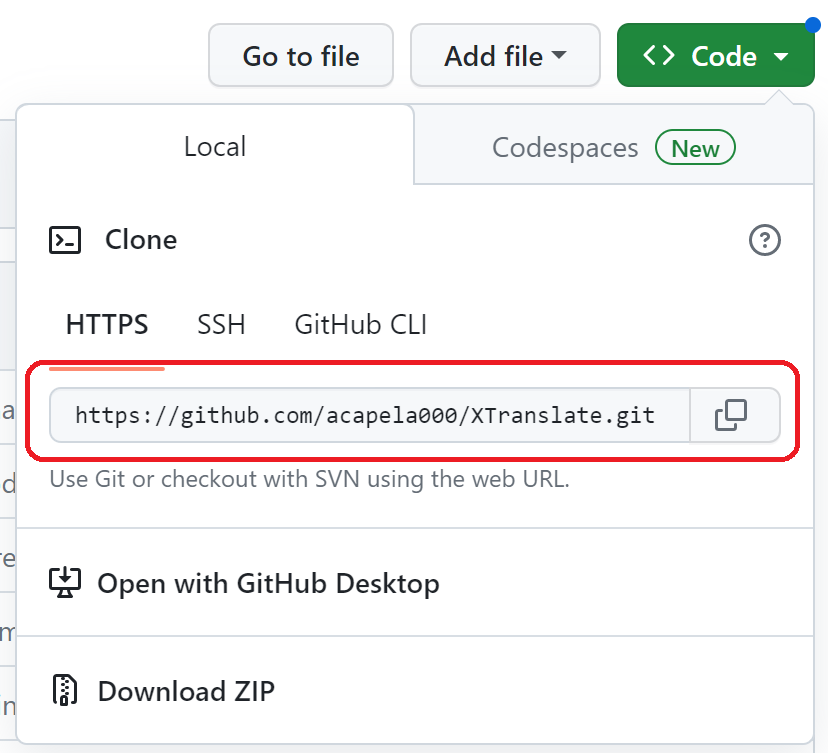 Go to file
Add file
Code
Local
Codespaces New
Clone
HTTPS SSH GitHub CLI
https://github.com/acapela000/XTranslate.git
Use Git or checkout with SVN using the web URL.
Open with GitHub Desktop
Download ZIP